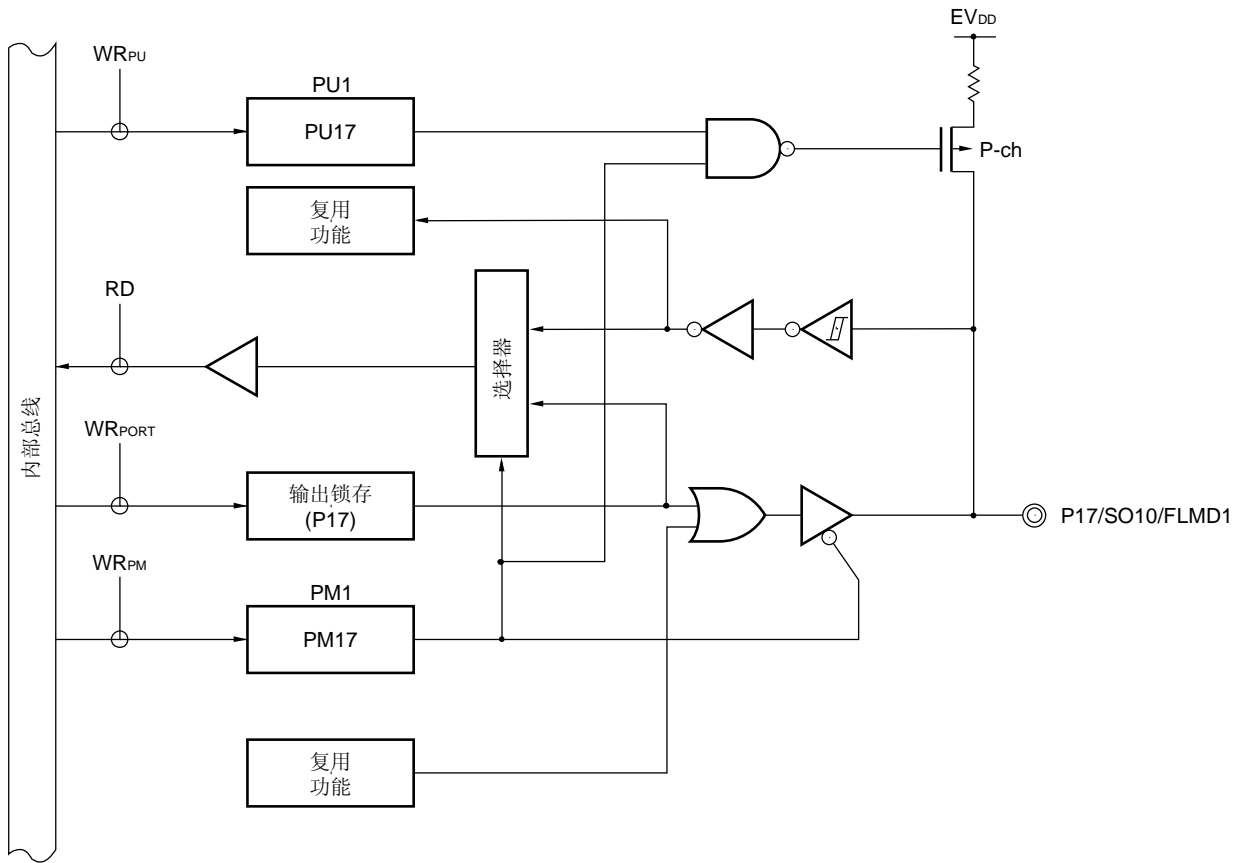 EVDD
WRPU
PU1
PU17
P-ch
复用
功能
RD
选择器
WRPORT
内部总线
输出锁存
(P17)
P17/SO10/FLMD1
WRPM
PM1
PM17
复用
功能